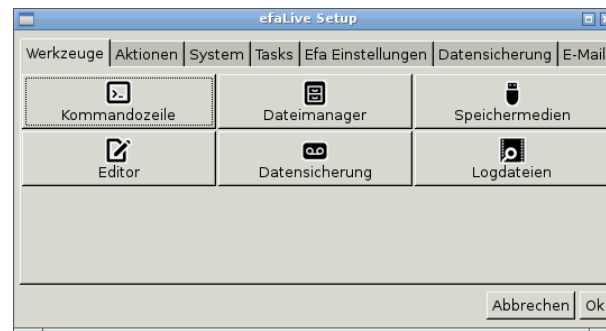 efaLive Setup
Werkzeuge Aktionen System Tasks Efa Einstellungen Datensicherung E-Mail
Kommandozeile Dateimanager Speichermedien
Editor Datensicherung Logdateien
Abbrechen Ok